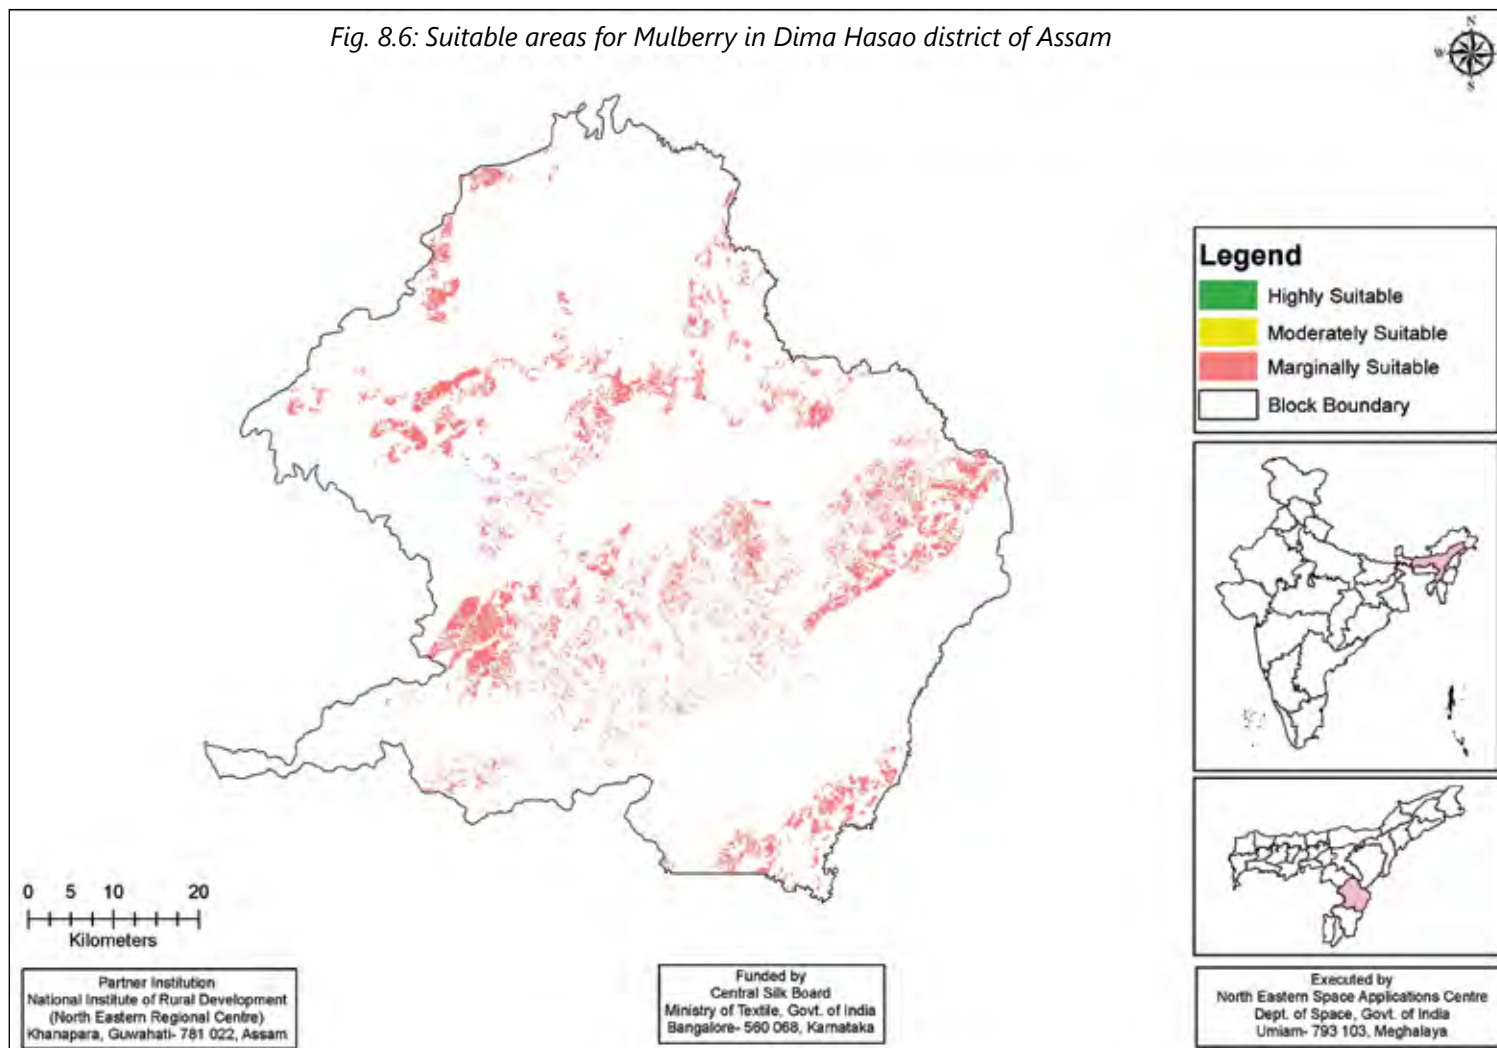 Fig. 8.6: Suitable areas for Mulberry in Dima Hasao district of Assam
N
W
S
Legend
Highly Suitable
Moderately Suitable
Marginally Suitable
Block Boundary
0 5 10 20
Kilometers
Partner Institution
National Institute of Rural Development
(North Eastern Regional Centre)
Khanapara, Guwahati- 781 022, Assam
Funded by
Central Silk Board
Ministry of Textile, Govt. of India
Bangalore- 560 068, Karnataka
Executed by
North Eastern Space Applications Centre
Dept. of Space, Govt. of India
Umiam- 793 103, Meghalaya